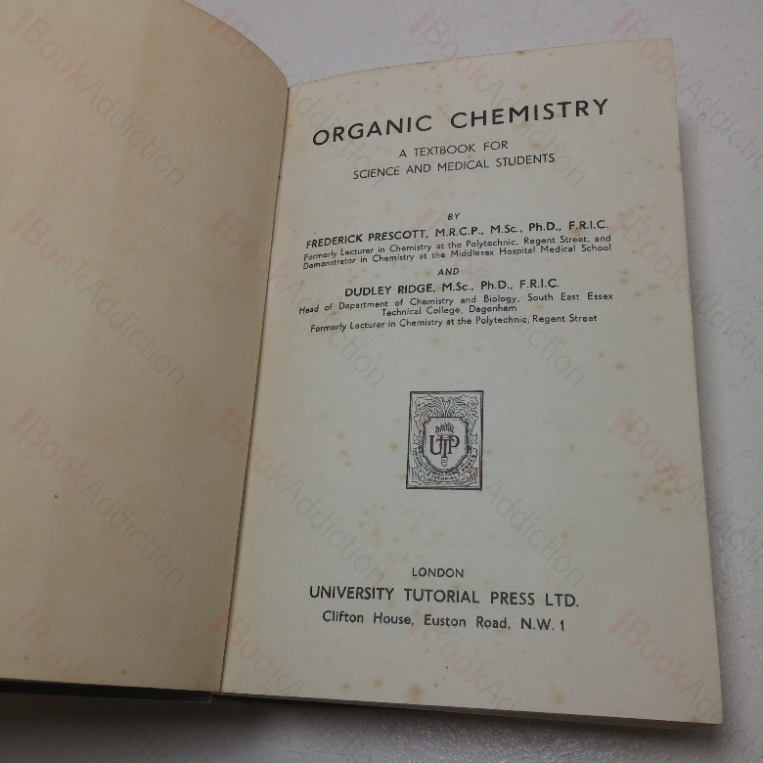 ORGANIC CHEMISTRY
A TEXTBOOK FOR
SCIENCE AND MEDICAL STUDENTS
BY
FREDERICK PRESCOTT, M.R.C.P., M.Sc., Ph.D., F.R.I.C.
Formerly Lecturer in Chemistry at the Polytechnic, Regent Street, and
Demonstrator in Chemistry at the Middlesex Hospital Medical School
AND
DUDLEY RIDGE, M.Sc., Ph.D., F.R.I.C.
Head of Department of Chemistry and Biology, South East Essex
Technical College, Dagenham
Formerly Lecturer in Chemistry at the Polytechnic, Regent Street
UTP
LONDON
UNIVERSITY TUTORIAL PRESS LTD.
Clifton House, Euston Road, N.W.1
BookAddiction